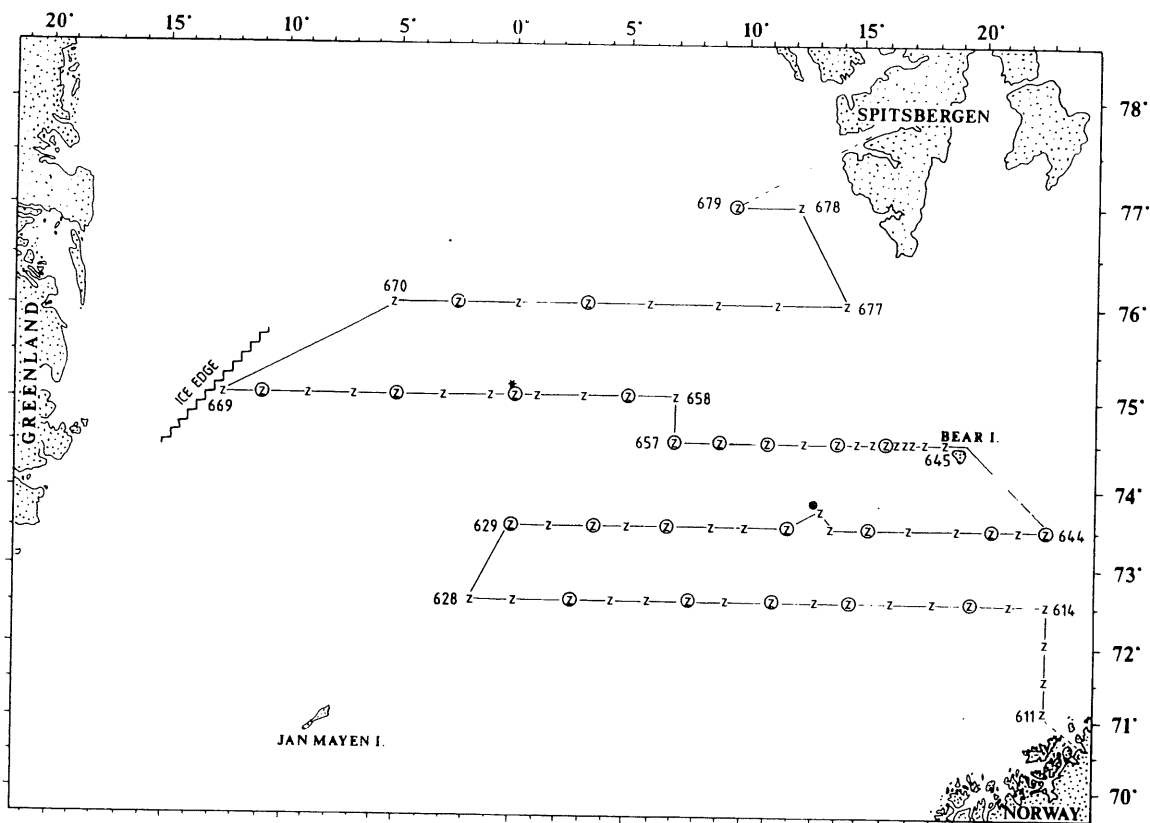 20° 15° 10° 5° 0° 5° 10° 15° 20°
78°
SPITSBERGEN
679 Z Z 678
77°
670
Z Z Z Z Z Z Z Z 677
76°
GREENLAND
ICE EDGE
Z Z Z Z Z Z * Z Z Z Z Z 658
669
75°
657 Z Z Z Z Z Z Z Z Z Z Z Z Z
BEAR I.
645
74°
Z
629 Z Z Z Z Z Z Z Z Z Z Z Z Z Z 644
73°
628 Z Z Z Z Z Z Z Z Z Z Z Z Z Z 614
Z
72°
Z
611 Z
71°
JAN MAYEN I.
70°
NORWAY